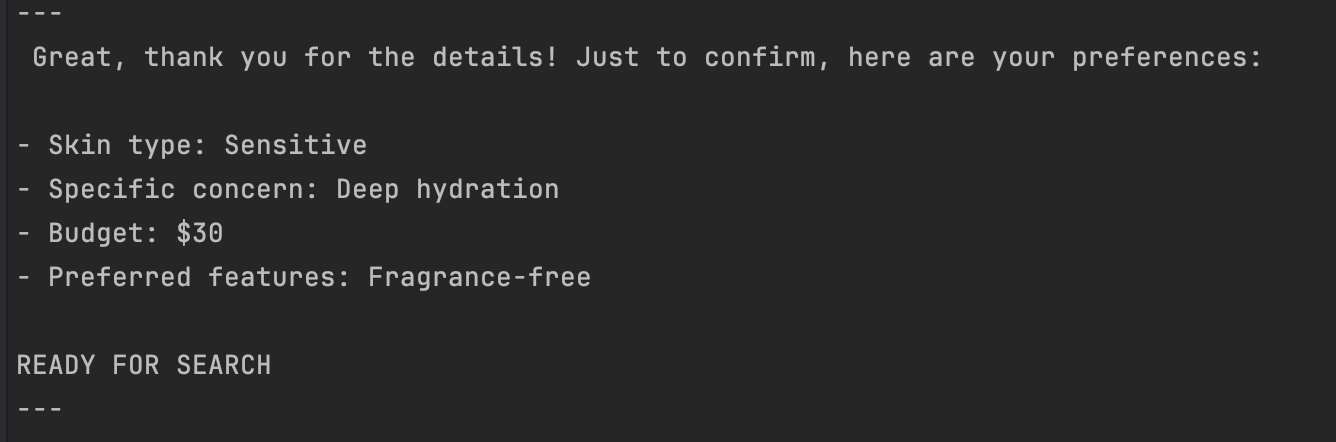 ---
Great, thank you for the details! Just to confirm, here are your preferences:
- Skin type: Sensitive
- Specific concern: Deep hydration
- Budget: $30
- Preferred features: Fragrance-free
READY FOR SEARCH
---